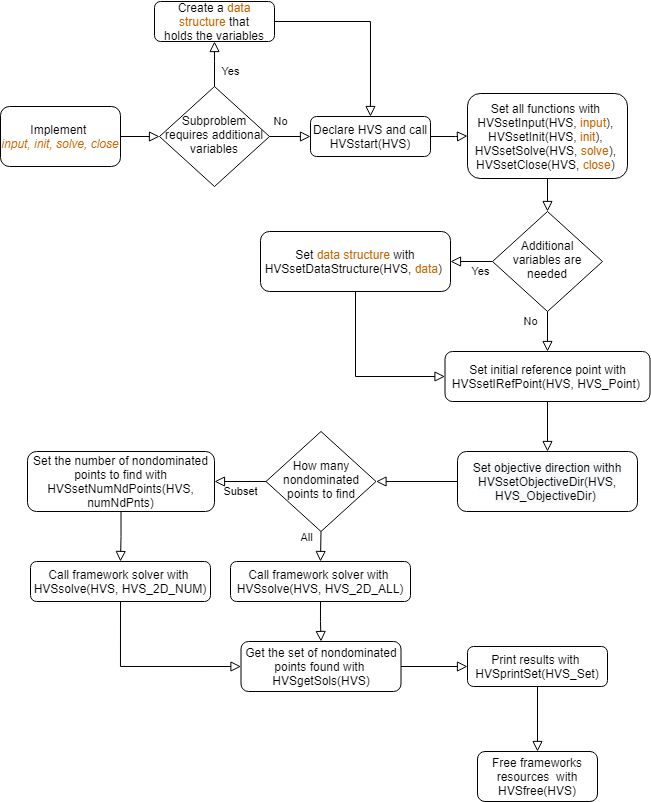 Create a data
structure that
holds the variables
Yes
Implement
input, init, solve, close
Subproblem
requires additional
variables
No
Declare HVS and call
HVSstart(HVS)
Set all functions with
HVSsetInput(HVS, input),
HVSsetInit(HVS, init),
HVSsetSolve(HVS, solve),
HVSsetClose(HVS, close)
Additional
variables are
needed
Yes
Set data structure with
HVSsetDataStructure(HVS, data)
No
Set initial reference point with
HVSsetIRefPoint(HVS, HVS_Point)
Set objective direction withh
HVSsetObjectiveDir(HVS,
HVS_ObjectiveDir)
How many
nondominated
points to find
Subset
Set the number of nondominated
points to find with
HVSsetNumNdPoints(HVS,
numNdPnts)
All
Call framework solver with
HVSsolve(HVS, HVS_2D_NUM)
Call framework solver with
HVSsolve(HVS, HVS_2D_ALL)
Get the set of nondominated
points found with
HVSgetSols(HVS)
Print results with
HVSprintSet(HVS_Set)
Free frameworks
resources with
HVSfree(HVS)